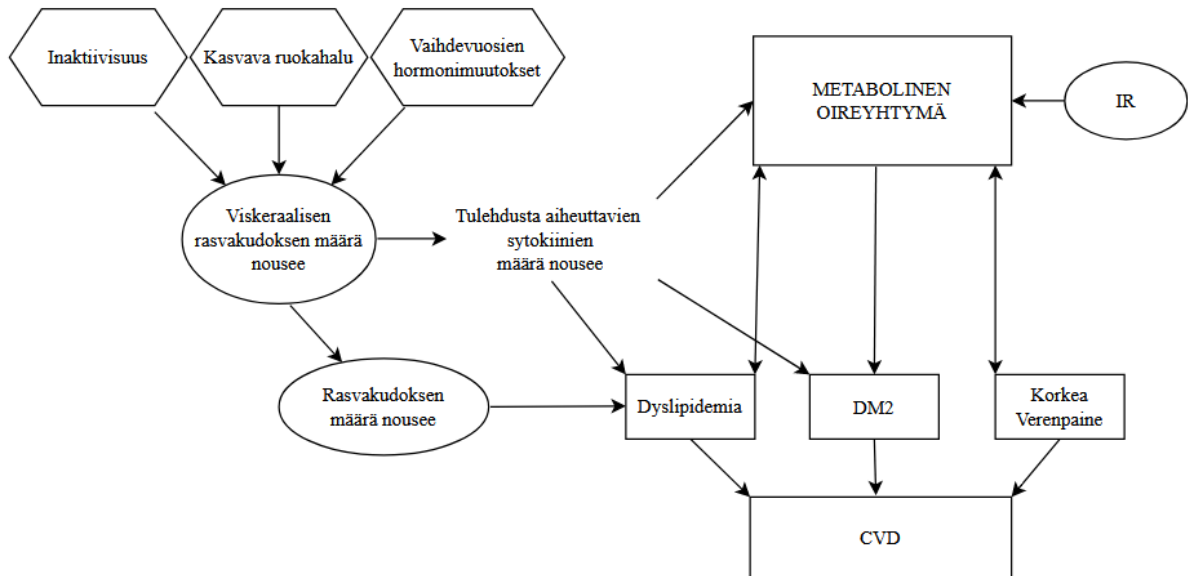 Inaktiivisuus
Kasvava ruokahalu
Vaihdevuosien
hormonimuutokset
METABOLINEN
OIREYHTYMÄ
IR
Viskeraalisen
rasvakudoksen määrä
nousee
Tulehdusta aiheuttavien
sytokiinien
määrä nousee
Rasvakudoksen
määrä nousee
Dyslipidemia
DM2
Korkea
Verenpaine
CVD